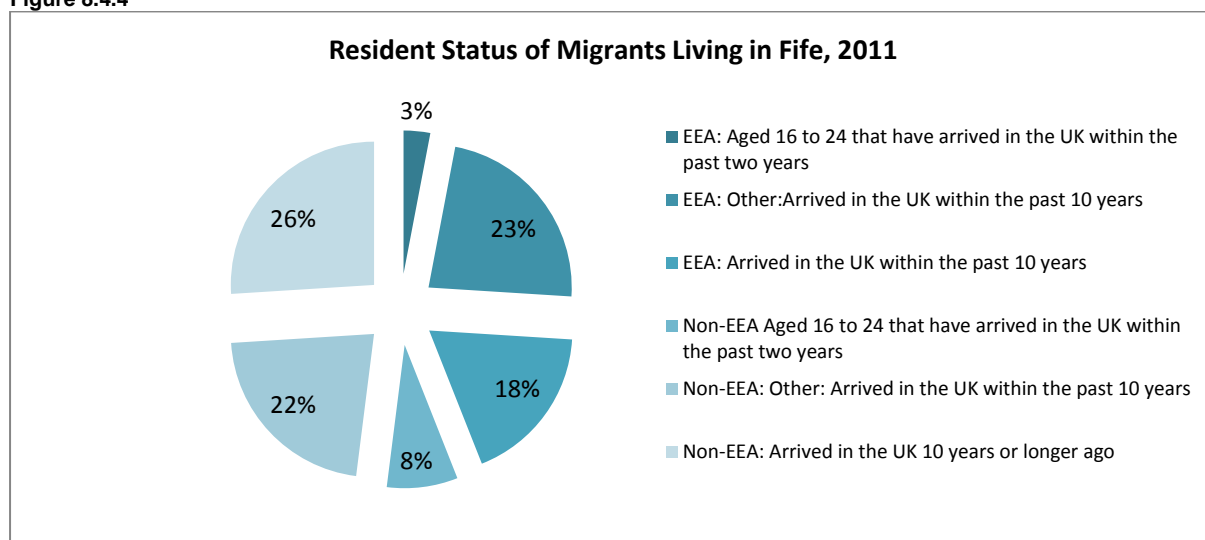 Figure 8.4.4
Resident Status of Migrants Living in Fife, 2011
3%
23%
18%
8%
22%
26%
EEA: Aged 16 to 24 that have arrived in the UK within the
past two years
EEA: Other:Arrived in the UK within the past 10 years
EEA: Arrived in the UK within the past 10 years
Non-EEA Aged 16 to 24 that have arrived in the UK within
the past two years
Non-EEA: Other: Arrived in the UK within the past 10 years
Non-EEA: Arrived in the UK 10 years or longer ago